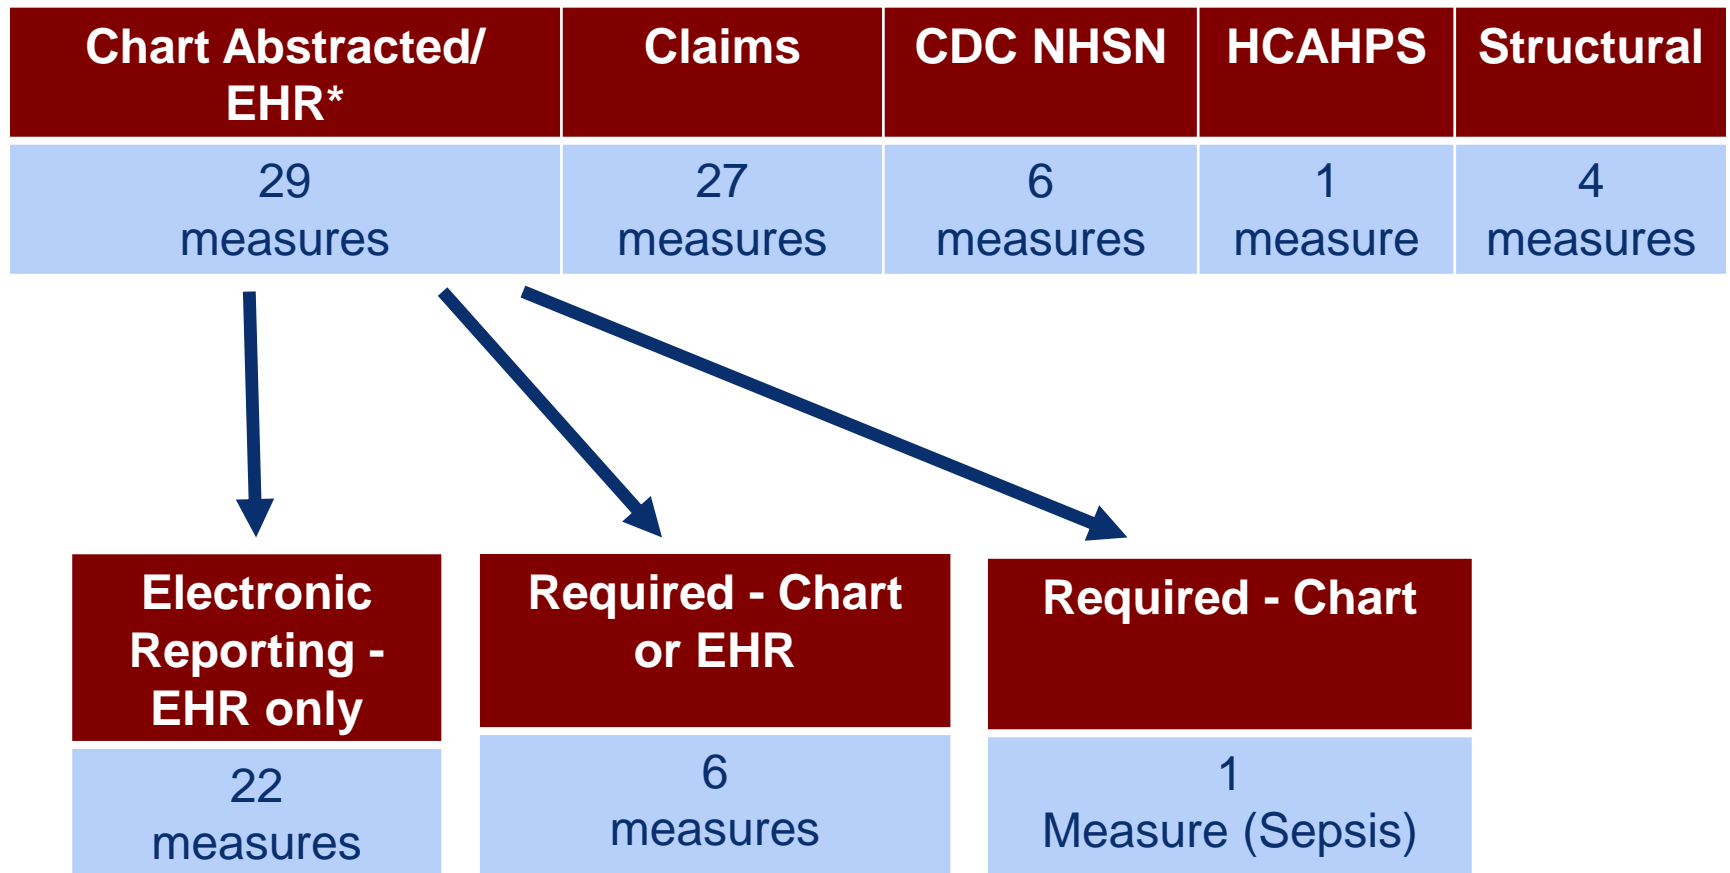 Chart Abstracted/
EHR*
Claims
CDC NHSN
HCAHPS
Structural
29
measures
27
measures
6
measures
1
measure
4
measures
Electronic
Reporting -
EHR only
22
measures
Required - Chart
or EHR
6
measures
Required - Chart
1
Measure (Sepsis)